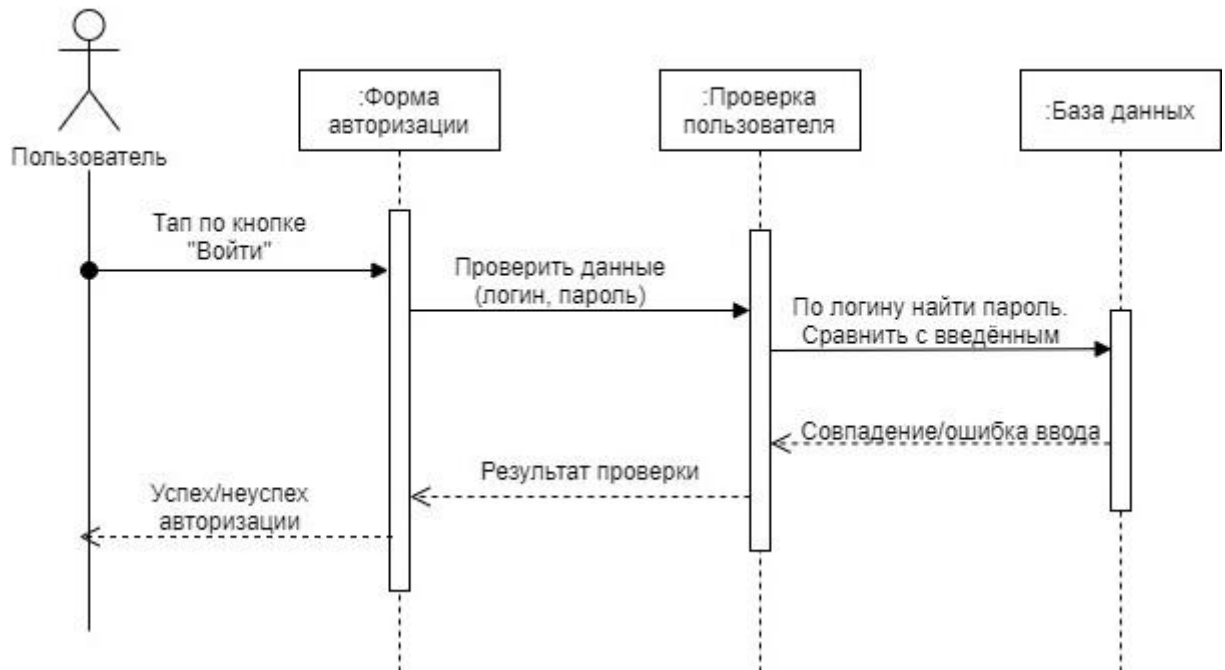 Пользователь
:Форма
авторизации
:Проверка
пользователя
:База данных
Тап по кнопке
"Войти"
Проверить данные
(логин, пароль)
По логину найти пароль.
Сравнить с введённым
Совпадение/ошибка ввода
Результат проверки
Успех/неуспех
авторизации